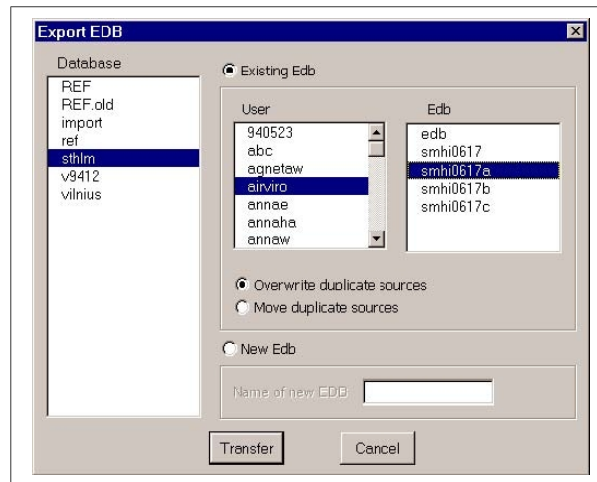 Export EDB
Database
REF
REF.old
import
ref
sthlm
v9412
vilnius
Existing Edb
User
940523
abc
agnetaw
airviro
annae
annaha
annaw
Edb
edb
smhi0617
smhi0617a
smhi0617b
smhi0617c
Overwrite duplicate sources
Move duplicate sources
New Edb
Name of new EDB
Transfer
Cancel